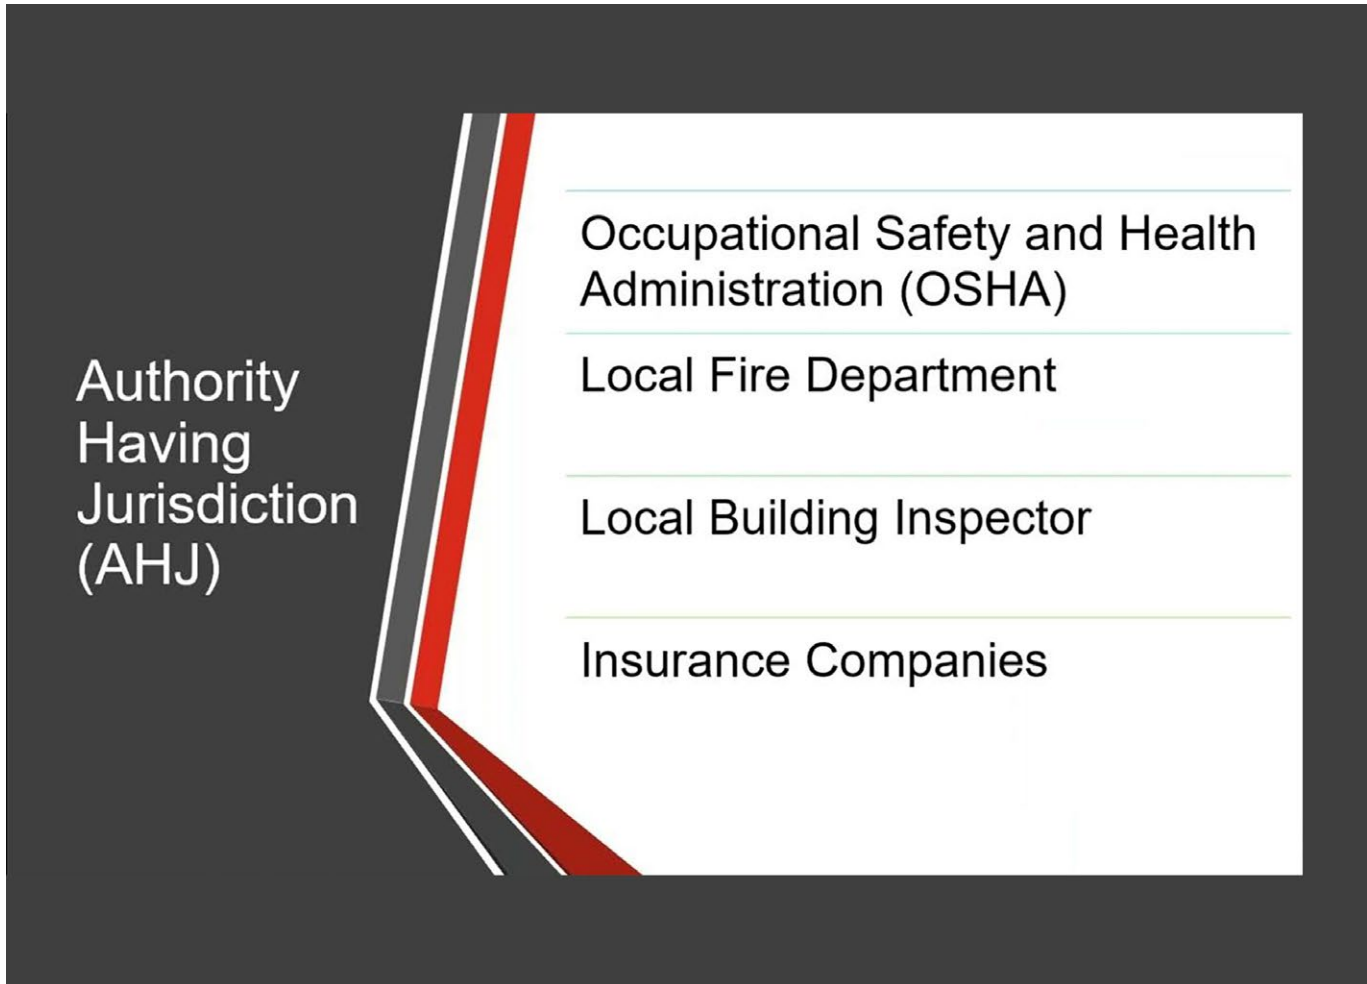 Authority
Having
Jurisdiction
(AHJ)
Occupational Safety and Health
Administration (OSHA)
Local Fire Department
Local Building Inspector
Insurance Companies